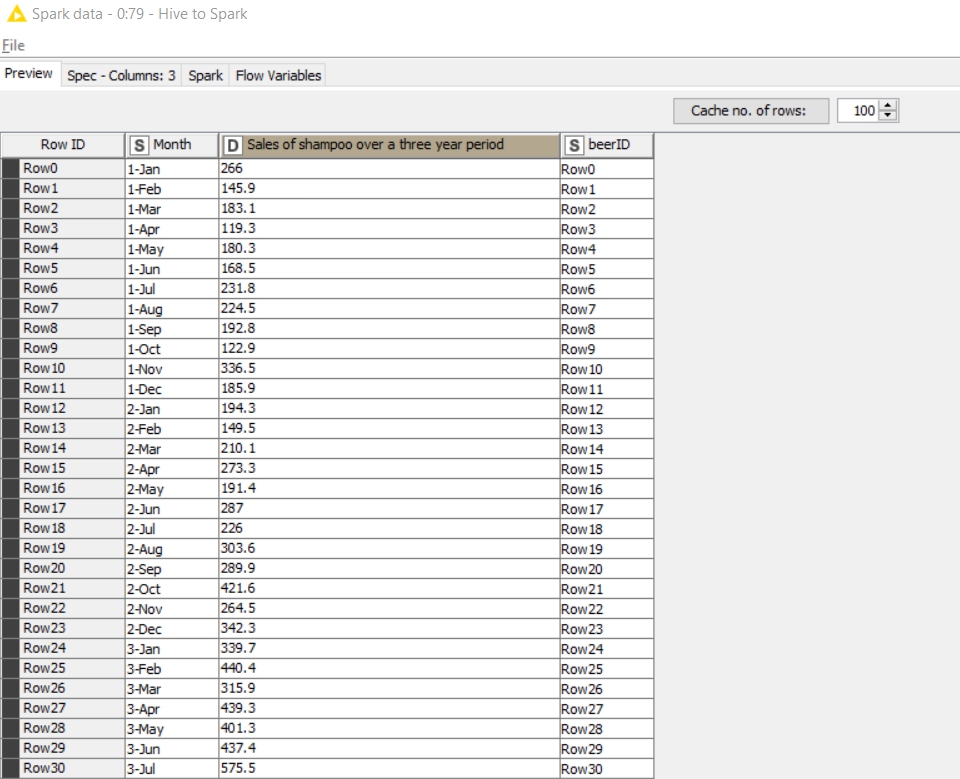 Spark data - 0:79 - Hive to Spark
File
Preview Spec - Columns: 3 Spark Flow Variables
Cache no. of rows: 100
Row ID S Month D Sales of shampoo over a three year period S beerID
Row0 1-Jan 266 Row0
Row1 1-Feb 145.9 Row1
Row2 1-Mar 183.1 Row2
Row3 1-Apr 119.3 Row3
Row4 1-May 180.3 Row4
Row5 1-Jun 168.5 Row5
Row6 1-Jul 231.8 Row6
Row7 1-Aug 224.5 Row7
Row8 1-Sep 192.8 Row8
Row9 1-Oct 122.9 Row9
Row10 1-Nov 336.5 Row10
Row11 1-Dec 185.9 Row11
Row12 2-Jan 194.3 Row12
Row13 2-Feb 149.5 Row13
Row14 2-Mar 210.1 Row14
Row15 2-Apr 273.3 Row15
Row16 2-May 191.4 Row16
Row17 2-Jun 287 Row17
Row18 2-Jul 226 Row18
Row19 2-Aug 303.6 Row19
Row20 2-Sep 289.9 Row20
Row21 2-Oct 421.6 Row21
Row22 2-Nov 264.5 Row22
Row23 2-Dec 342.3 Row23
Row24 3-Jan 339.7 Row24
Row25 3-Feb 440.4 Row25
Row26 3-Mar 315.9 Row26
Row27 3-Apr 439.3 Row27
Row28 3-May 401.3 Row28
Row29 3-Jun 437.4 Row29
Row30 3-Jul 575.5 Row30